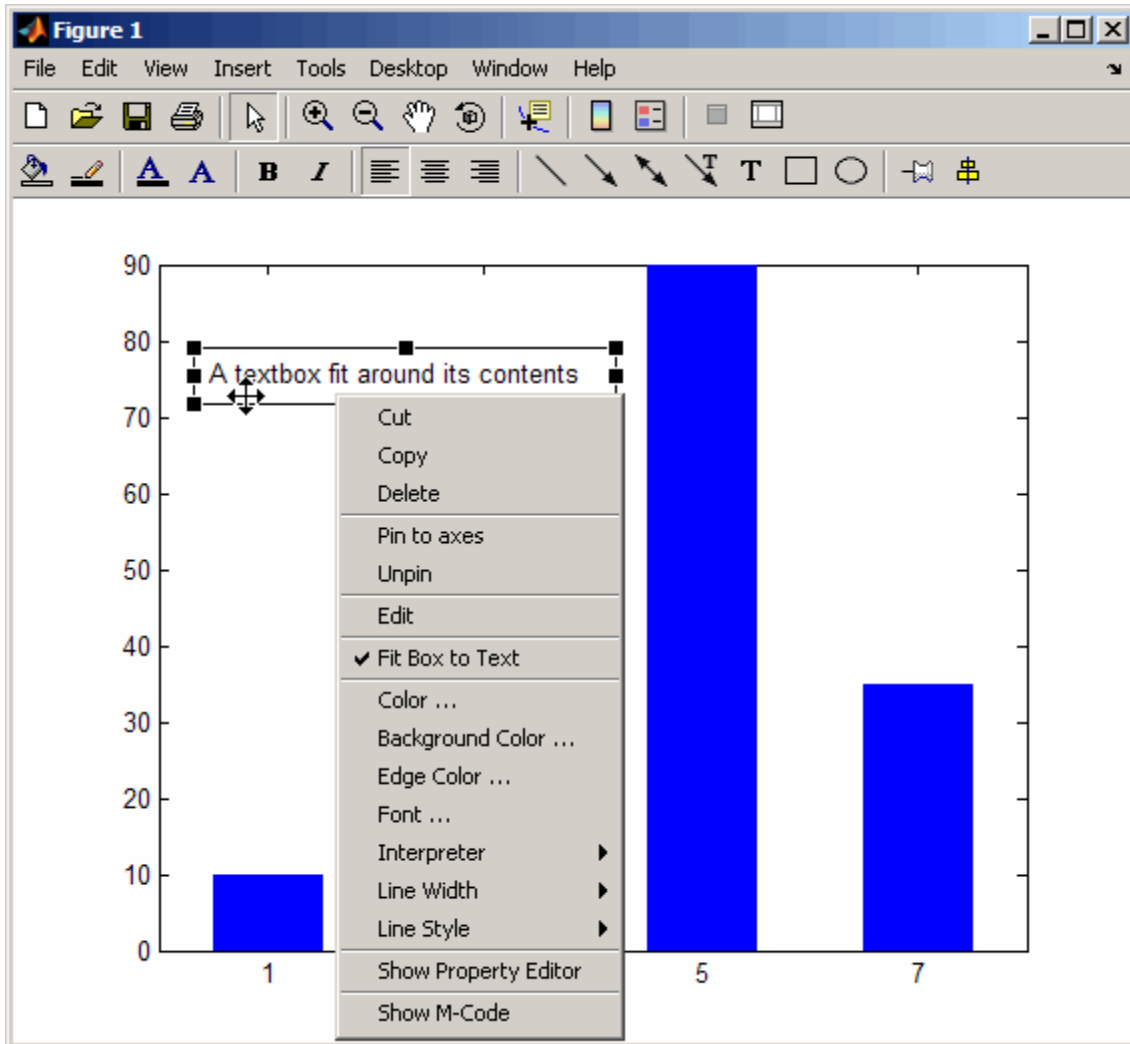 Figure 1
File Edit View Insert Tools Desktop Window Help
A A B I T T
90
80
A textbox fit around its contents
70
Cut
Copy
60
Delete
Pin to axes
50
Unpin
Edit
40
Fit Box to Text
Color ...
30
Background Color ...
Edge Color ...
20
Font ...
Interpreter
10
Line Width
Line Style
0
1 5 7
Show Property Editor
Show M-Code